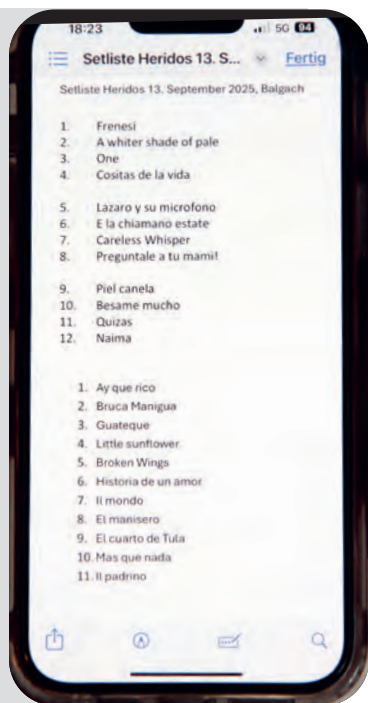 18:23 5G 94
Setliste Heridos 13. S... Fertig
Setliste Heridos 13. September 2025, Balgach
1. Frenesi
2. A whiter shade of pale
3. One
4. Cositas de la vida
5. Lazaro y su microfono
6. E la chiamano estate
7. Careless Whisper
8. Preguntale a tu mami!
9. Piel canela
10. Besame mucho
11. Quizas
12. Naima
1. Ay que rico
2. Bruca Manigua
3. Guateque
4. Little sunflower
5. Broken Wings
6. Historia de un amor
7. Il mondo
8. El manisero
9. El cuarto de Tula
10. Mas que nada
11. Il padrino